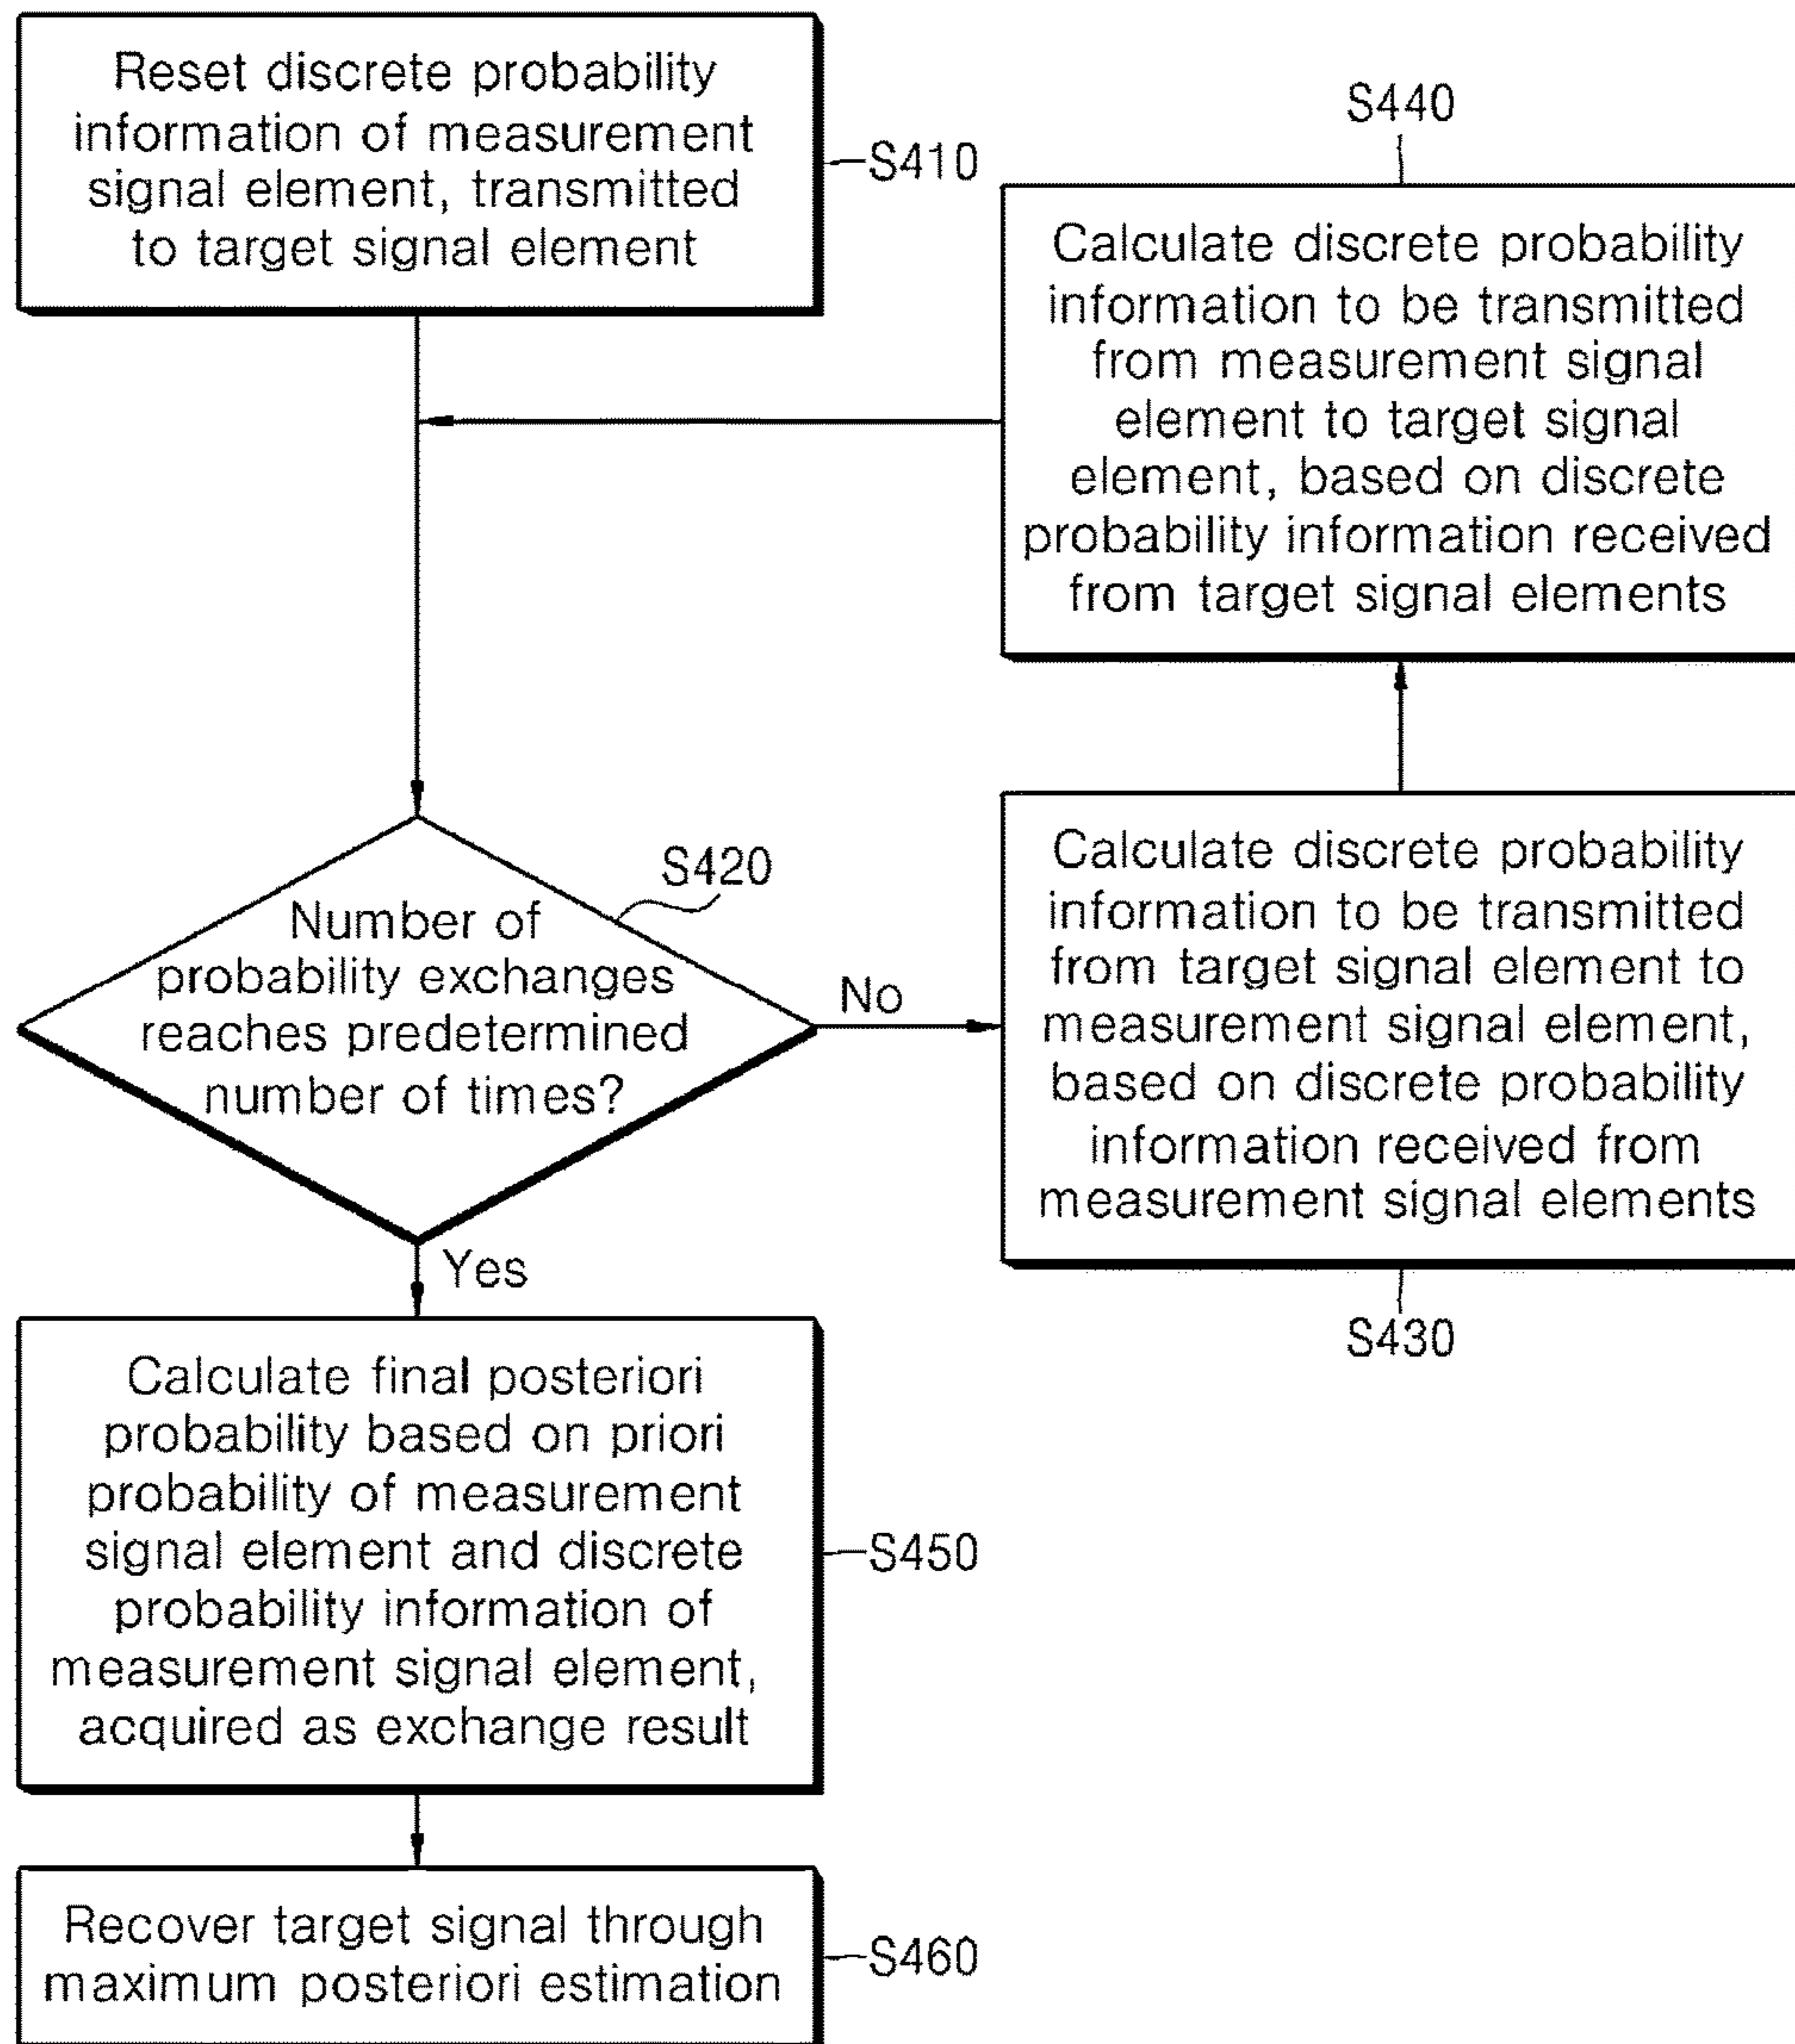 Reset discrete probability
information of measurement
signal element, transmitted
to target signal element
S410
S440
Calculate discrete probability
information to be transmitted
from measurement signal
element to target signal
element, based on discrete
probability information received
from target signal elements
S420
Number of
probability exchanges
reaches predetermined
number of times?
No
Calculate discrete probability
information to be transmitted
from target signal element to
measurement signal element,
based on discrete probability
information received from
measurement signal elements
S430
Yes
Calculate final posteriori
probability based on priori
probability of measurement
signal element and discrete
probability information of
measurement signal element,
acquired as exchange result
S450
Recover target signal through
maximum posteriori estimation
S460